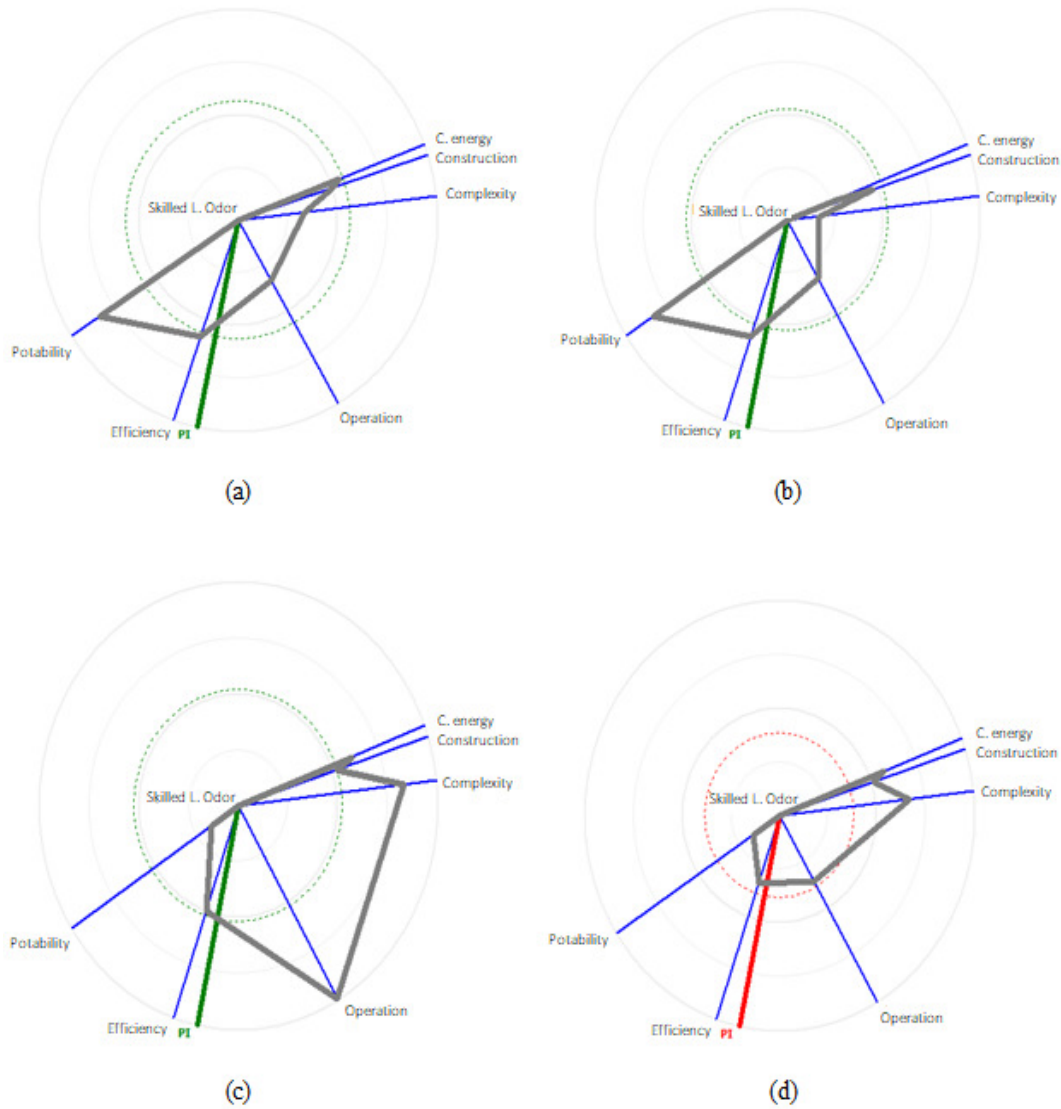 C. energy
Construction
Complexity
Skilled L. Odor
Potability
Efficiency PI
Operation
(a)
C. energy
Construction
Complexity
Skilled L. Odor
Potability
Efficiency PI
Operation
(b)
C. energy
Construction
Complexity
Skilled L. Odor
Potability
Operation
Efficiency PI
(c)
C. energy
Construction
Complexity
Skilled L. Odor
Potability
Operation
Efficiency PI
(d)